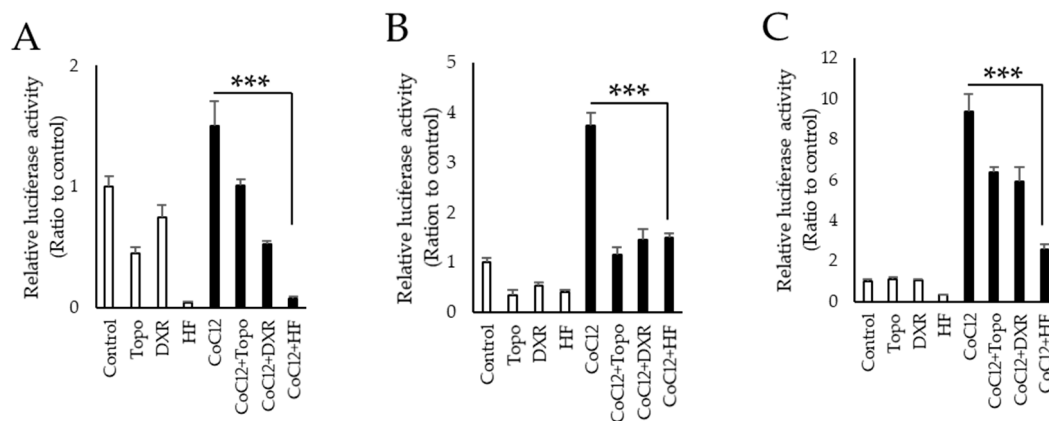 A
Relative luciferase activity
(Ratio to control)
2
1
0
***
Control
Topo
DXR
HF
CoCl2
CoCl2+Topo
CoCl2+DXR
CoCl2+HF
B
Relative luciferase activity
(Ration to control)
5
4
3
2
1
0
***
Control
Topo
DXR
HF
CoCl2
CoCl2+Topo
CoCl2+DXR
CoCl2+HF
C
Relative luciferase activity
(Ratio to control)
12
10
8
6
4
2
0
***
Control
Topo
DXR
HF
CoCl2
CoCl2+Topo
CoCl2+DXR
CoCl2+HF